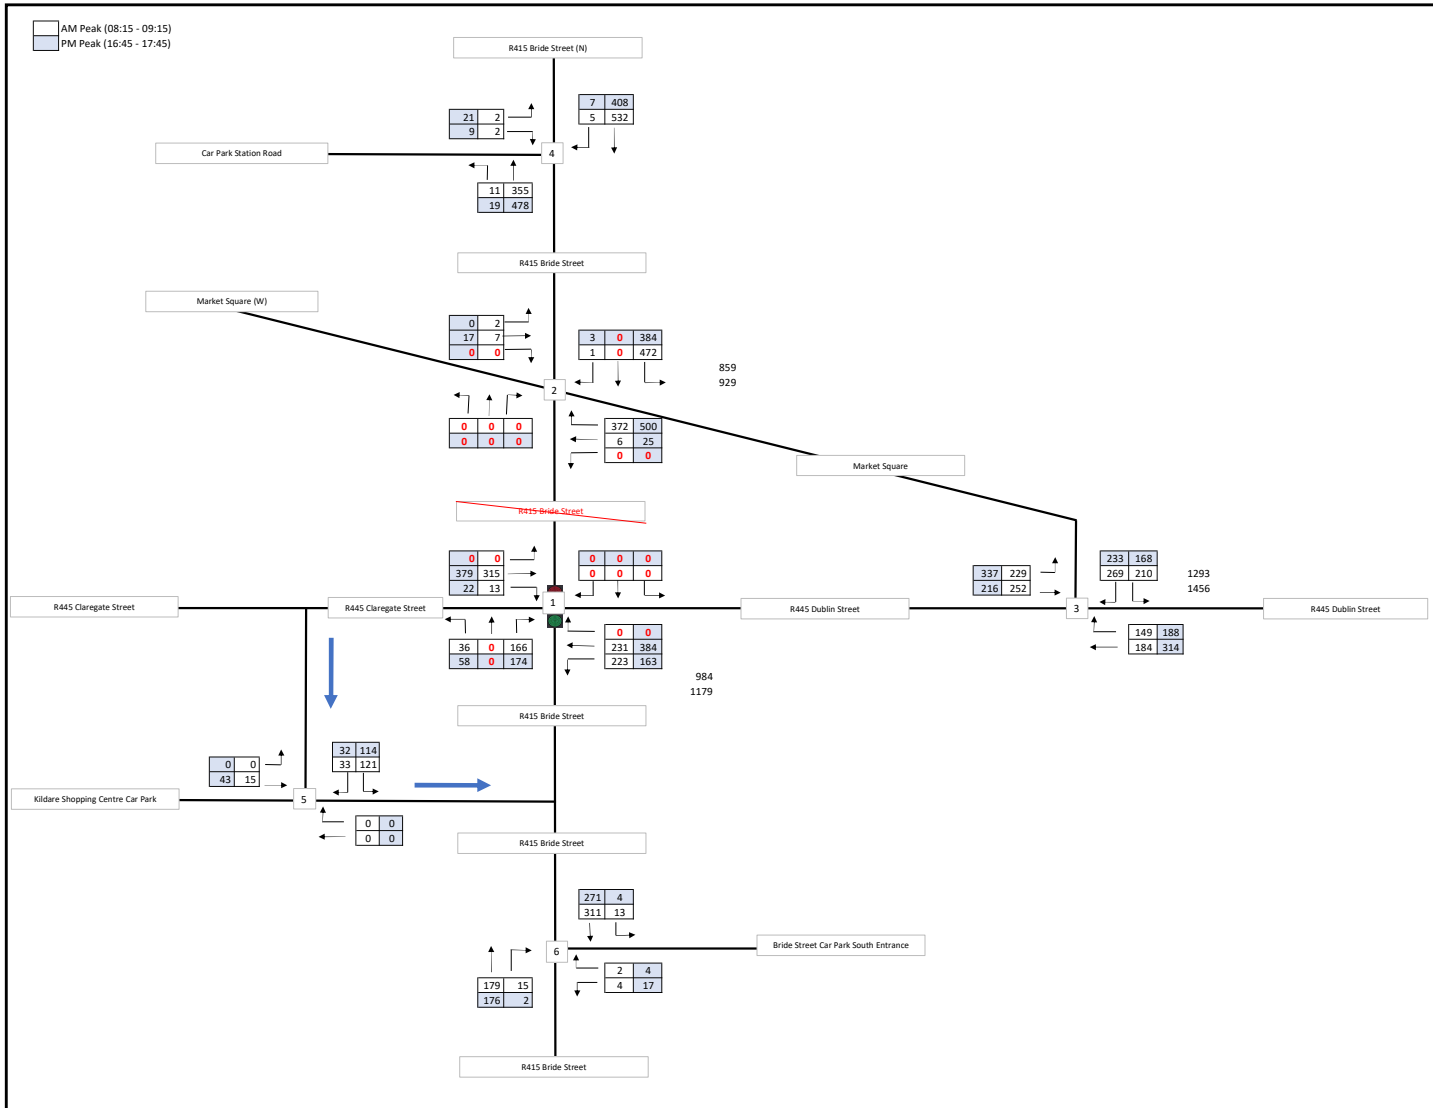 AM Peak (08:15 - 09:15)
PM Peak (16:45 - 17:45)
R415 Bride Street (N)
7 408
5 532
21 2
9 2
Car Park Station Road
4
11 355
19 478
R415 Bride Street
Market Square (W)
0 2
17 7
0 0
3 0 384
1 0 472
859
929
2
0 0 0
0 0 0
372 500
6 25
0 0
Market Square
R415 Bride Street
0 0
379 315
22 13
0 0 0
0 0 0
337 229
216 252
233 168
269 210
1293
1456
R445 Claregate Street
R445 Claregate Street
1
R445 Dublin Street
3
R445 Dublin Street
36 0 166
58 0 174
0 0
231 384
223 163
149 188
184 314
984
1179
R415 Bride Street
0 0
43 15
32 114
33 121
Kildare Shopping Centre Car Park
5
0 0
0 0
R415 Bride Street
271 4
311 13
6
Bride Street Car Park South Entrance
179 15
176 2
2 4
4 17
R415 Bride Street